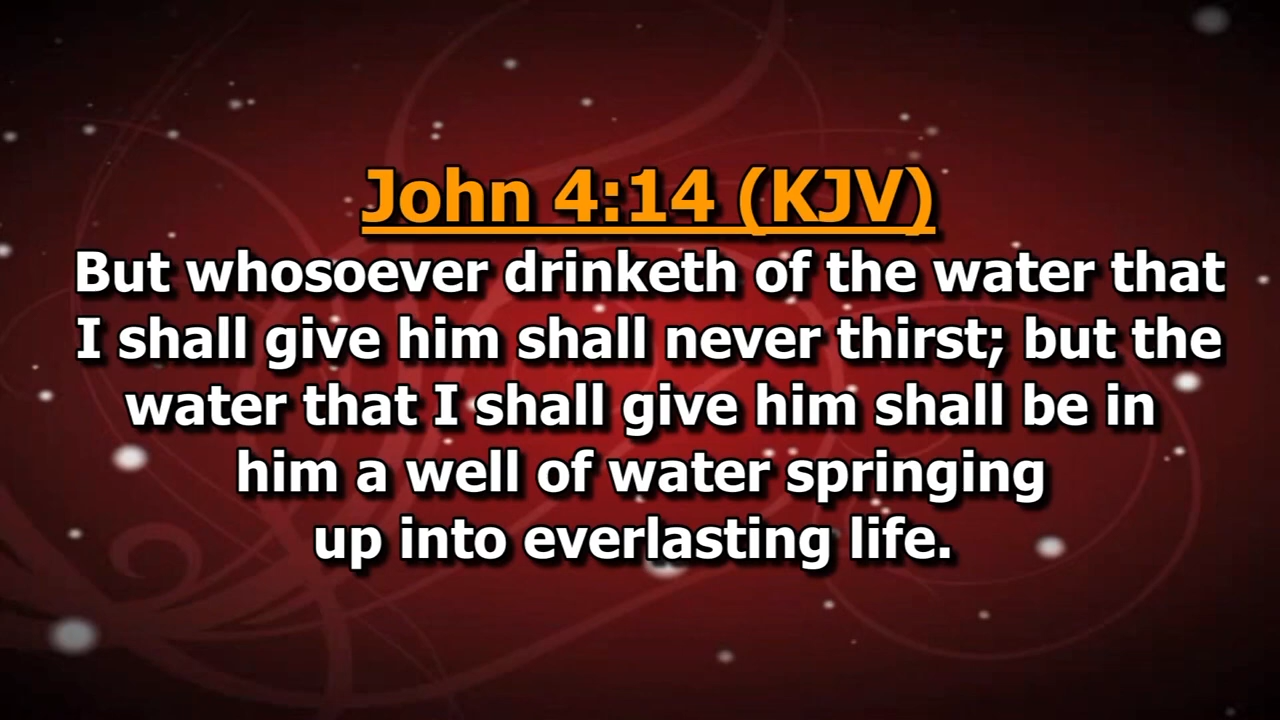 John 4:14 (KJV)
But whosoever drinketh of the water that
I shall give him shall never thirst; but the
water that I shall give him shall be in
him a well of water springing
up into everlasting life.